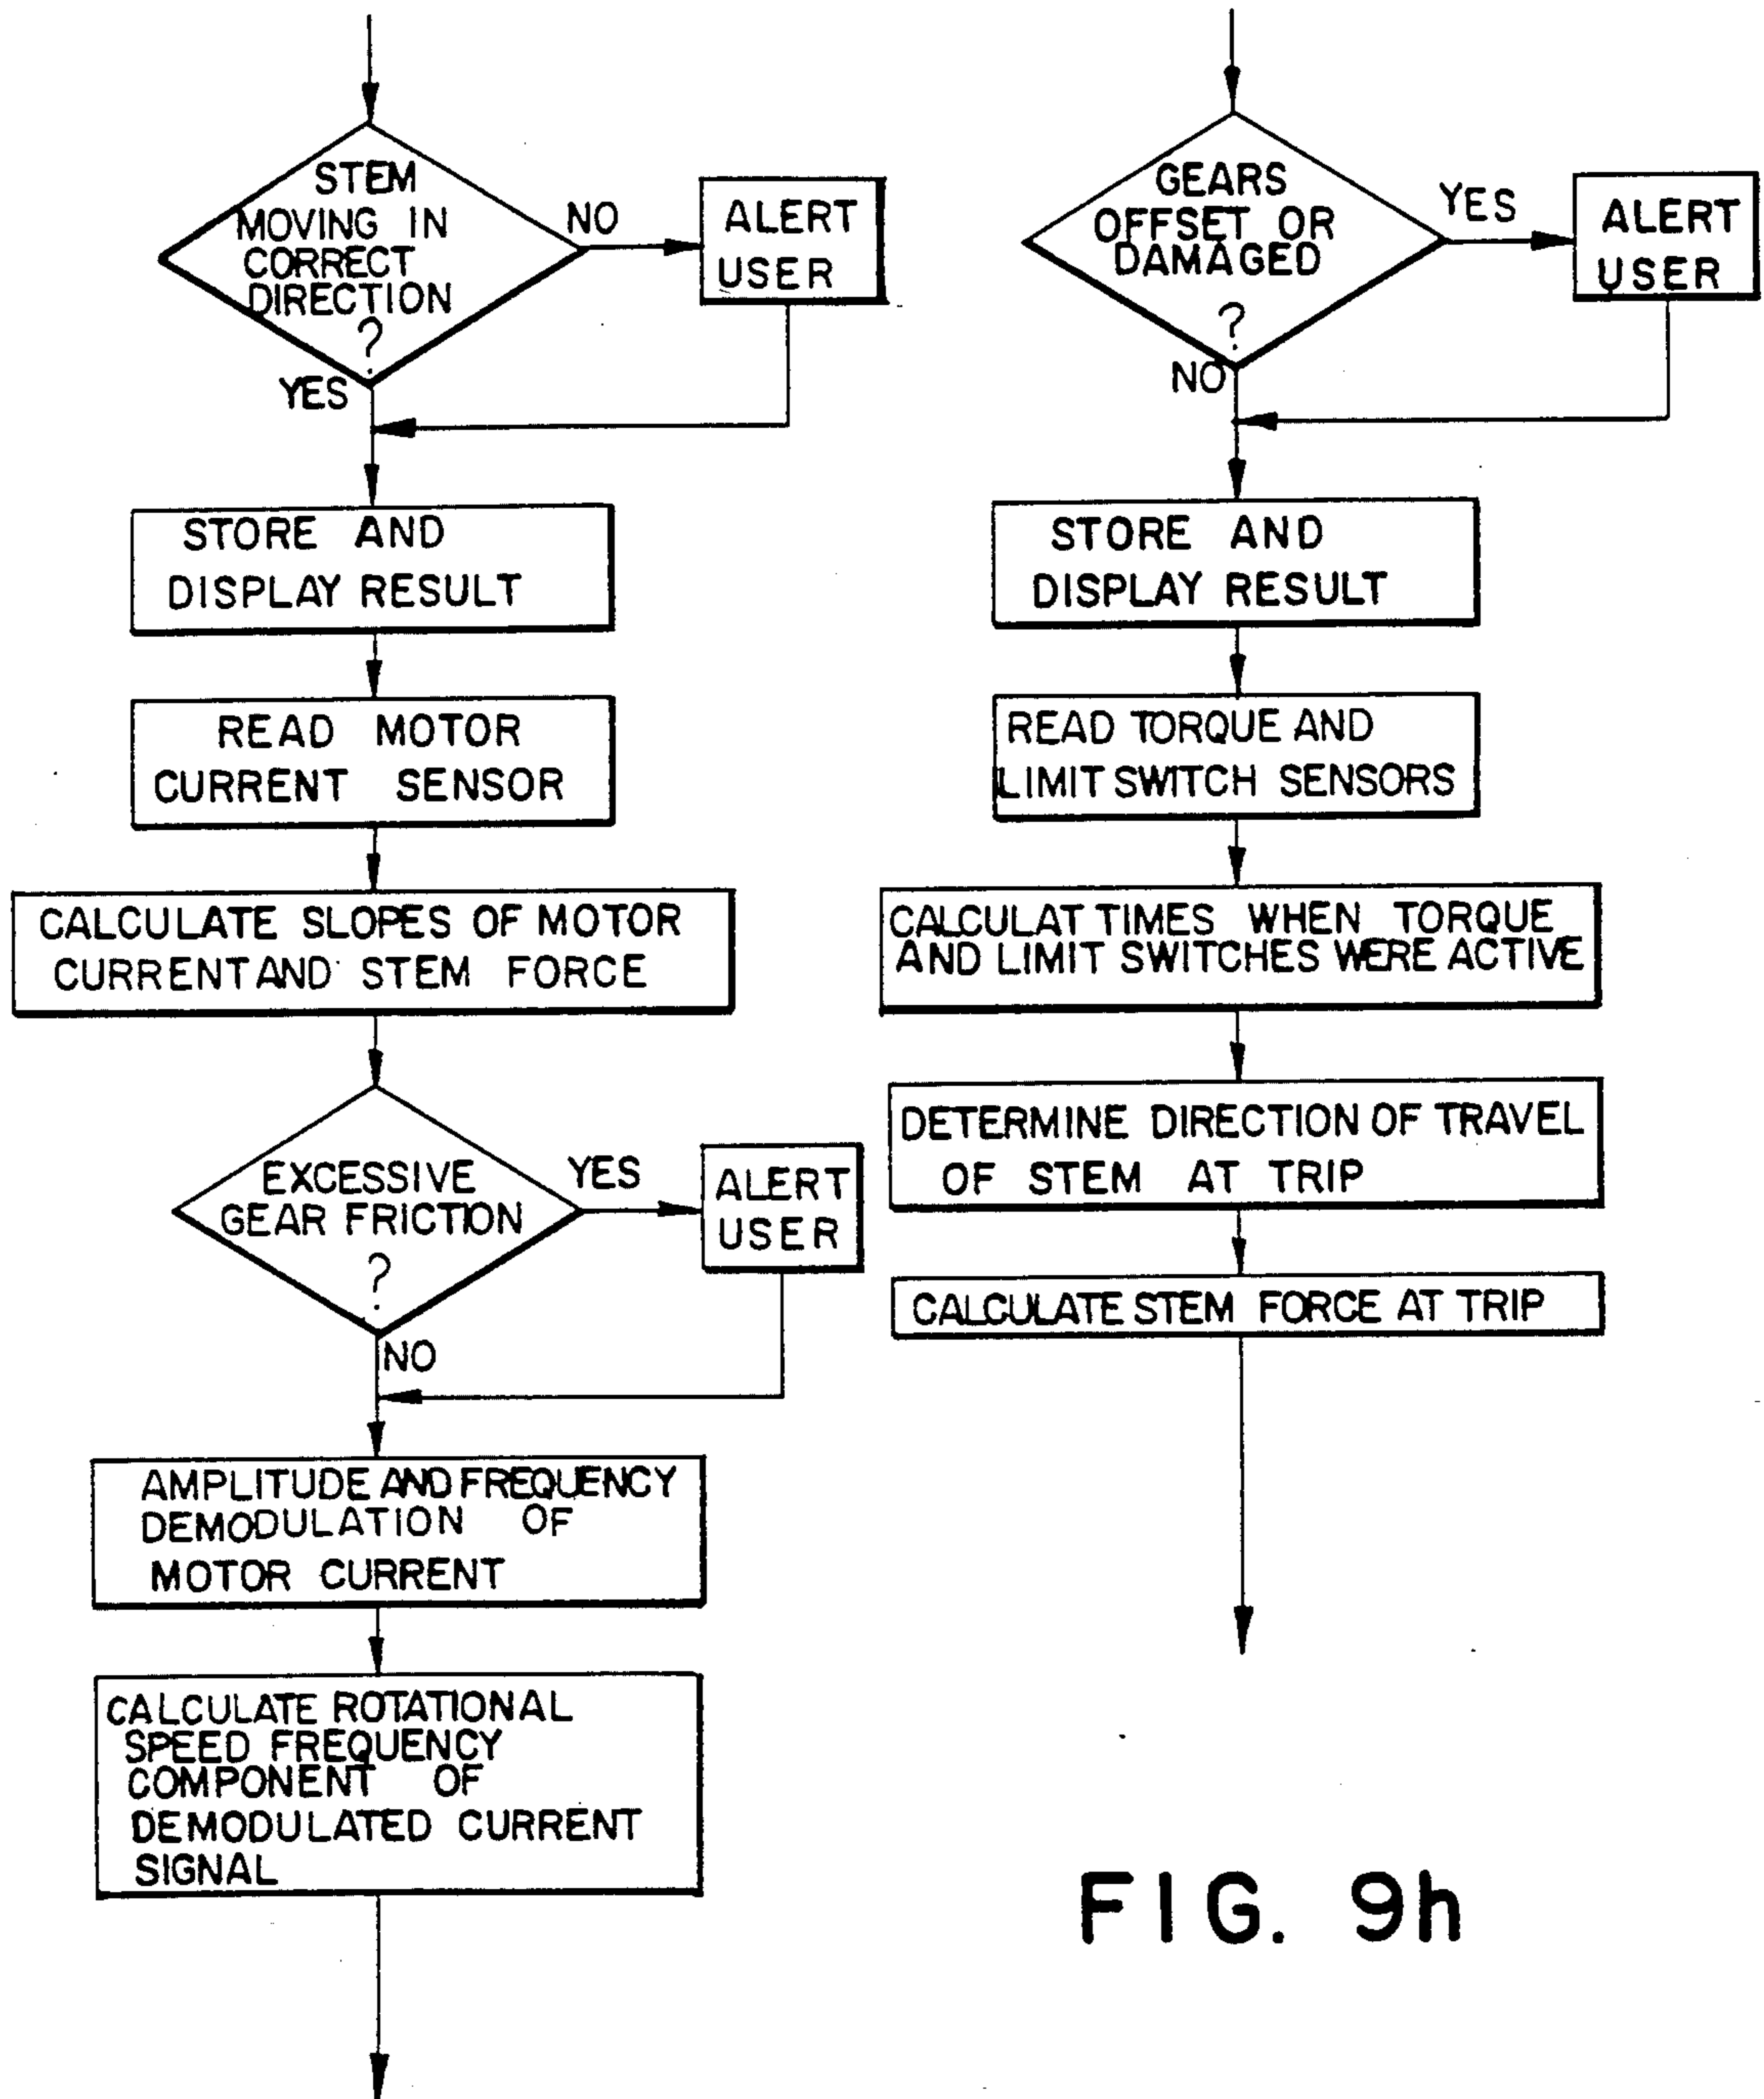 STEM
MOVING IN
CORRECT
DIRECTION
?
NO
ALERT
USER
YES
STORE AND
DISPLAY RESULT
READ MOTOR
CURRENT SENSOR
CALCULATE SLOPES OF MOTOR
CURRENT AND STEM FORCE
EXCESSIVE
GEAR FRICTION
?
YES
ALERT
USER
NO
AMPLITUDE AND FREQUENCY
DEMODULATION OF
MOTOR CURRENT
CALCULATE ROTATIONAL
SPEED FREQUENCY
COMPONENT OF
DEMODULATED CURRENT
SIGNAL
GEARS
OFFSET OR
DAMAGED
?
YES
ALERT
USER
NO
STORE AND
DISPLAY RESULT
READ TORQUE AND
LIMIT SWITCH SENSORS
CALCULAT TIMES WHEN TORQUE
AND LIMIT SWITCHES WERE ACTIVE
DETERMINE DIRECTION OF TRAVEL
OF STEM AT TRIP
CALCULATE STEM FORCE AT TRIP
FIG. 9h